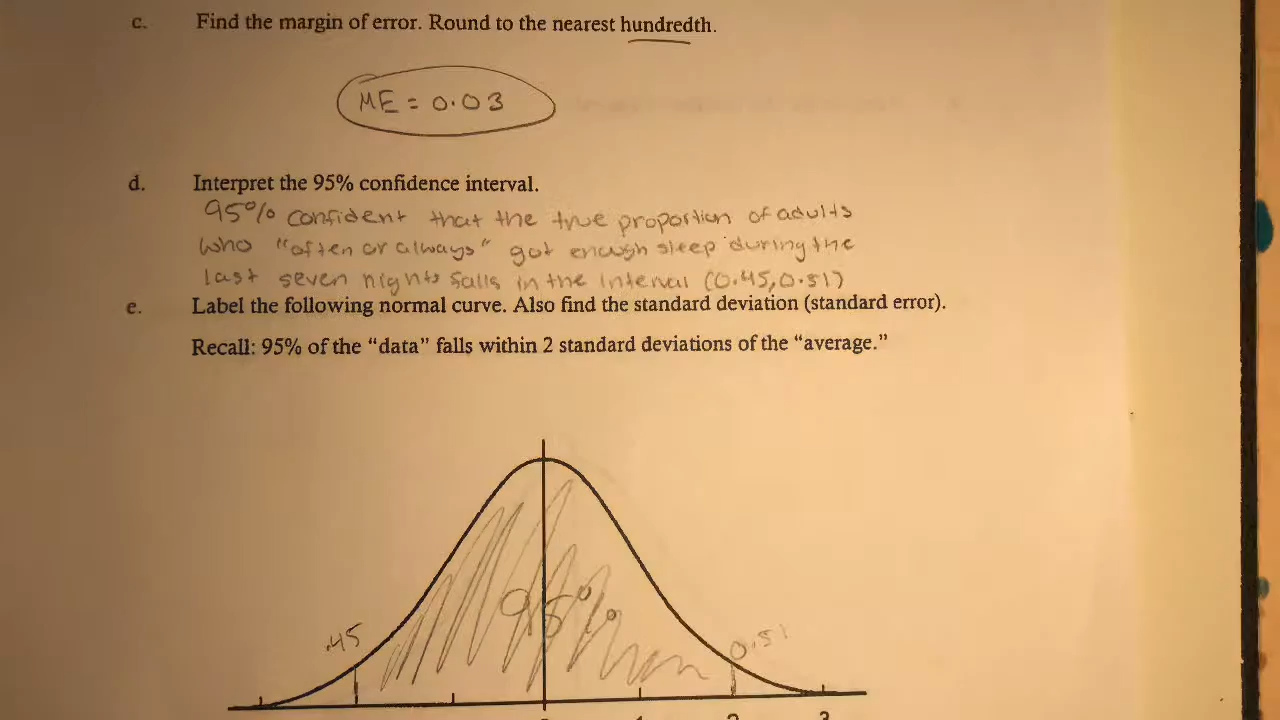 c. Find the margin of error. Round to the nearest hundredth.
ME = 0.03
d. Interpret the 95% confidence interval.
95% confident that the true proportion of adults
who "often or always" got enough sleep during the
last seven nights falls in the interval (0.45, 0.51)
e. Label the following normal curve. Also find the standard deviation (standard error).
Recall: 95% of the “data” falls within 2 standard deviations of the “average.”
95%
.45
0.51